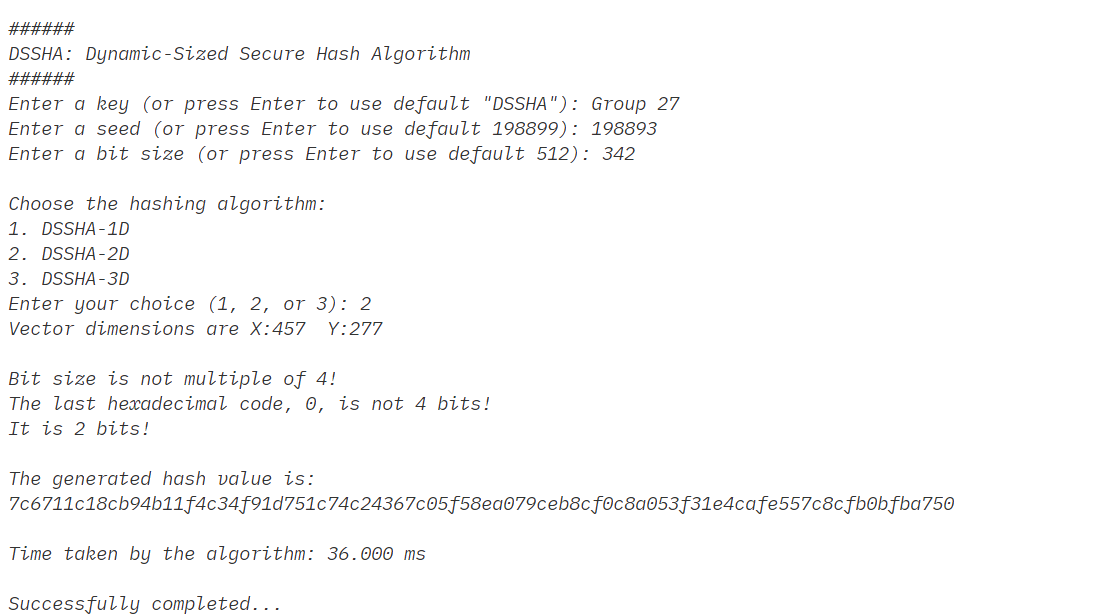 ######
DSSHA: Dynamic-Sized Secure Hash Algorithm
######
Enter a key (or press Enter to use default "DSSHA"): Group 27
Enter a seed (or press Enter to use default 198899): 198893
Enter a bit size (or press Enter to use default 512): 342
Choose the hashing algorithm:
1. DSSHA-1D
2. DSSHA-2D
3. DSSHA-3D
Enter your choice (1, 2, or 3): 2
Vector dimensions are X:457  Y:277
Bit size is not multiple of 4!
The last hexadecimal code, 0, is not 4 bits!
It is 2 bits!
The generated hash value is:
7c6711c18cb94b11f4c34f91d751c74c24367c05f58ea079ceb8cf0c8a053f31e4cafe557c8cfb0bfba750
Time taken by the algorithm: 36.000 ms
Successfully completed...